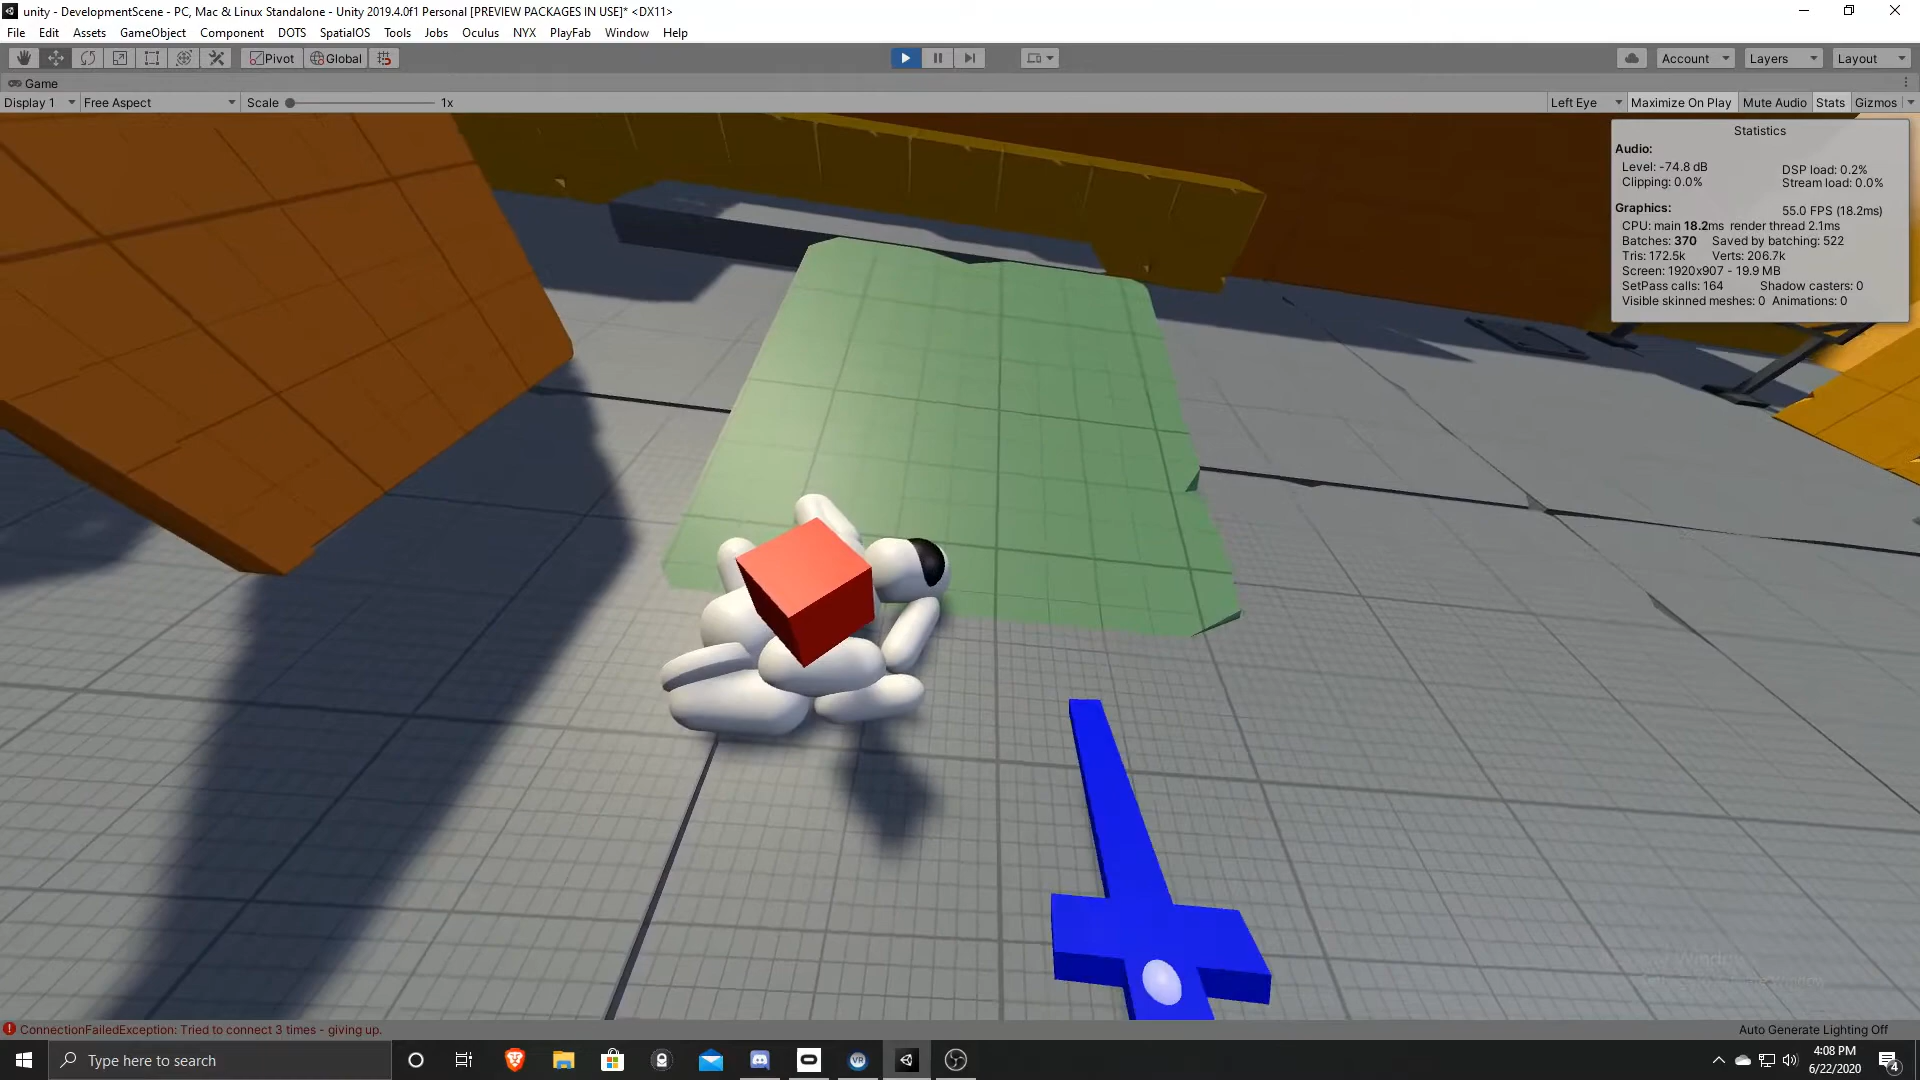 unity - DevelopmentScene - PC, Mac & Linux Standalone - Unity 2019.4.0f1 Personal [PREVIEW PACKAGES IN USE]* <DX11>
File Edit Assets GameObject Component DOTS SpatialOS Tools Jobs Oculus NYX PlayFab Window Help
Pivot Global Account Layers Layout
Game
Display 1 Free Aspect Scale 1x Left Eye Maximize On Play Mute Audio Stats Gizmos
Statistics
Audio:
Level: -74.8 dB DSP load: 0.2%
Clipping: 0.0% Stream load: 0.0%
Graphics: 55.0 FPS (18.2ms)
CPU: main 18.2ms render thread 2.1ms
Batches: 370 Saved by batching: 522
Tris: 172.5k Verts: 206.7k
Screen: 1920x907 - 19.9 MB
SetPass calls: 164 Shadow casters: 0
Visible skinned meshes: 0 Animations: 0
ConnectionFailedException: Tried to connect 3 times - giving up. Auto Generate Lighting Off
Type here to search
VR
4:08 PM
6/22/2020
4